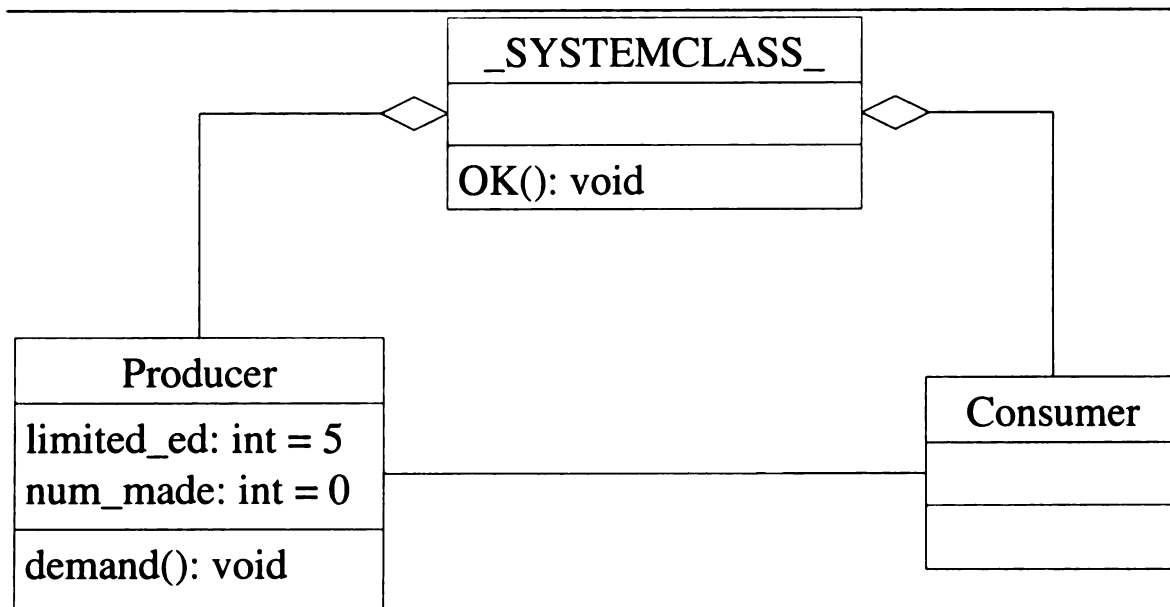 _SYSTEMCLASS_
OK(): void
Producer
limited_ed: int = 5
num_made: int = 0
demand(): void
Consumer